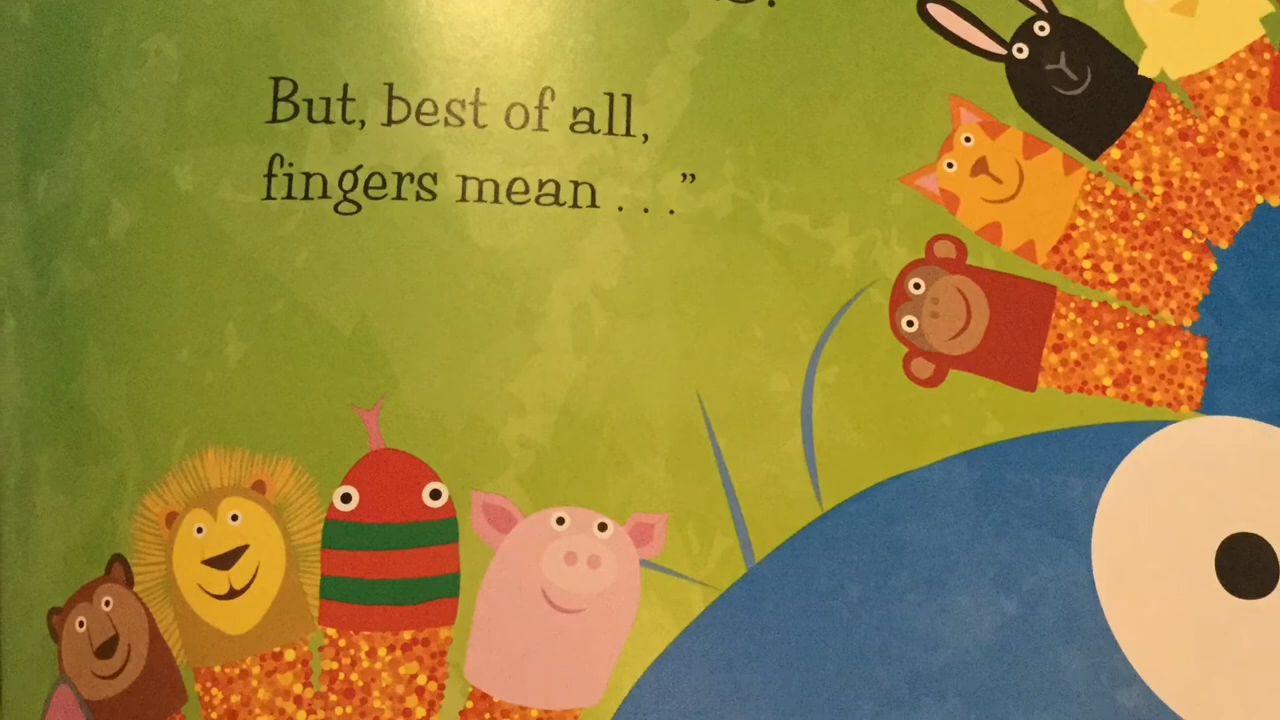 But, best of all,
fingers mean . . .”